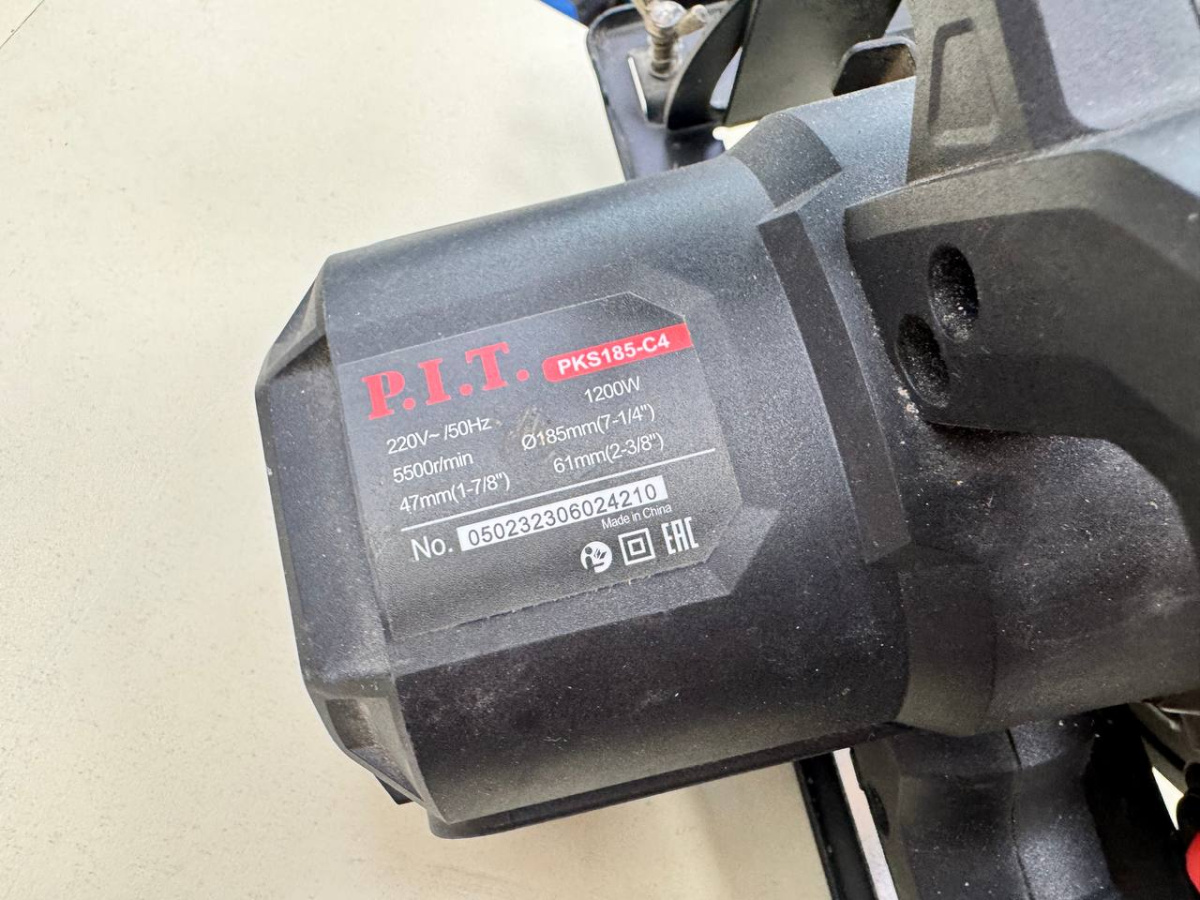 P.I.T. PKS185-C4
220V~ /50Hz 1200W
5500r/min Ø185mm(7-1/4")
47mm(1-7/8") 61mm(2-3/8")
No. 050232306024210
Made in China
EAC